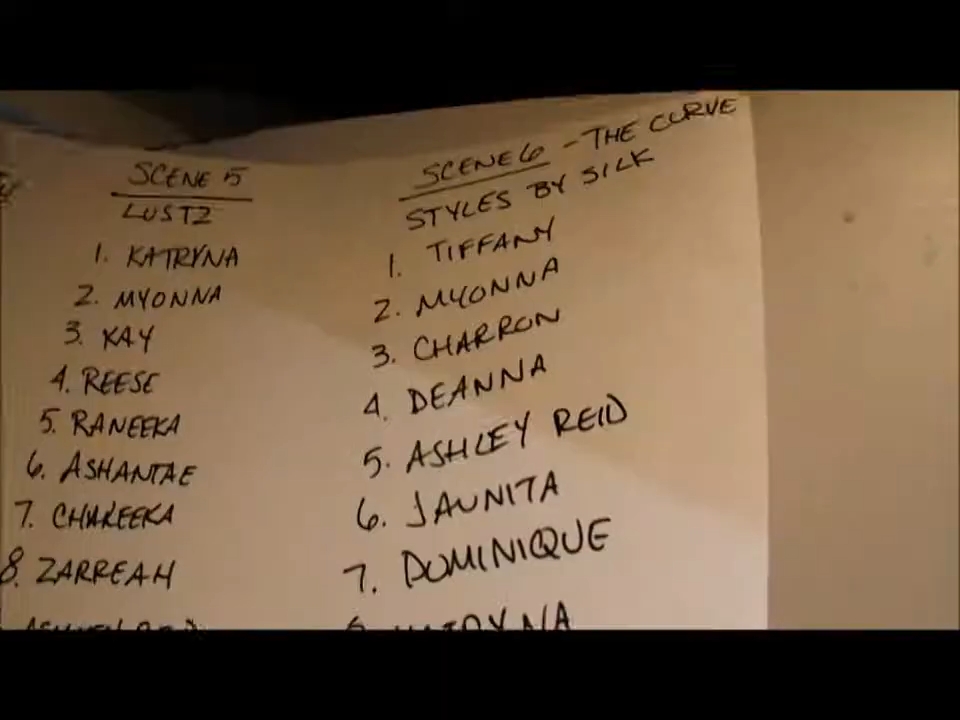 SCENE 5
LUSTZ
1. KATRYNA
2. MYONNA
3. KAY
4. REESE
5. RANEEKA
6. ASHANTAE
7. CHAKEEKA
8. ZARREAH
SCENE 6 - THE CURVE
STYLES BY SILK
1. TIFFANY
2. MYONNA
3. CHARRON
4. DEANNA
5. ASHLEY REID
6. JAUNITA
7. DOMINIQUE